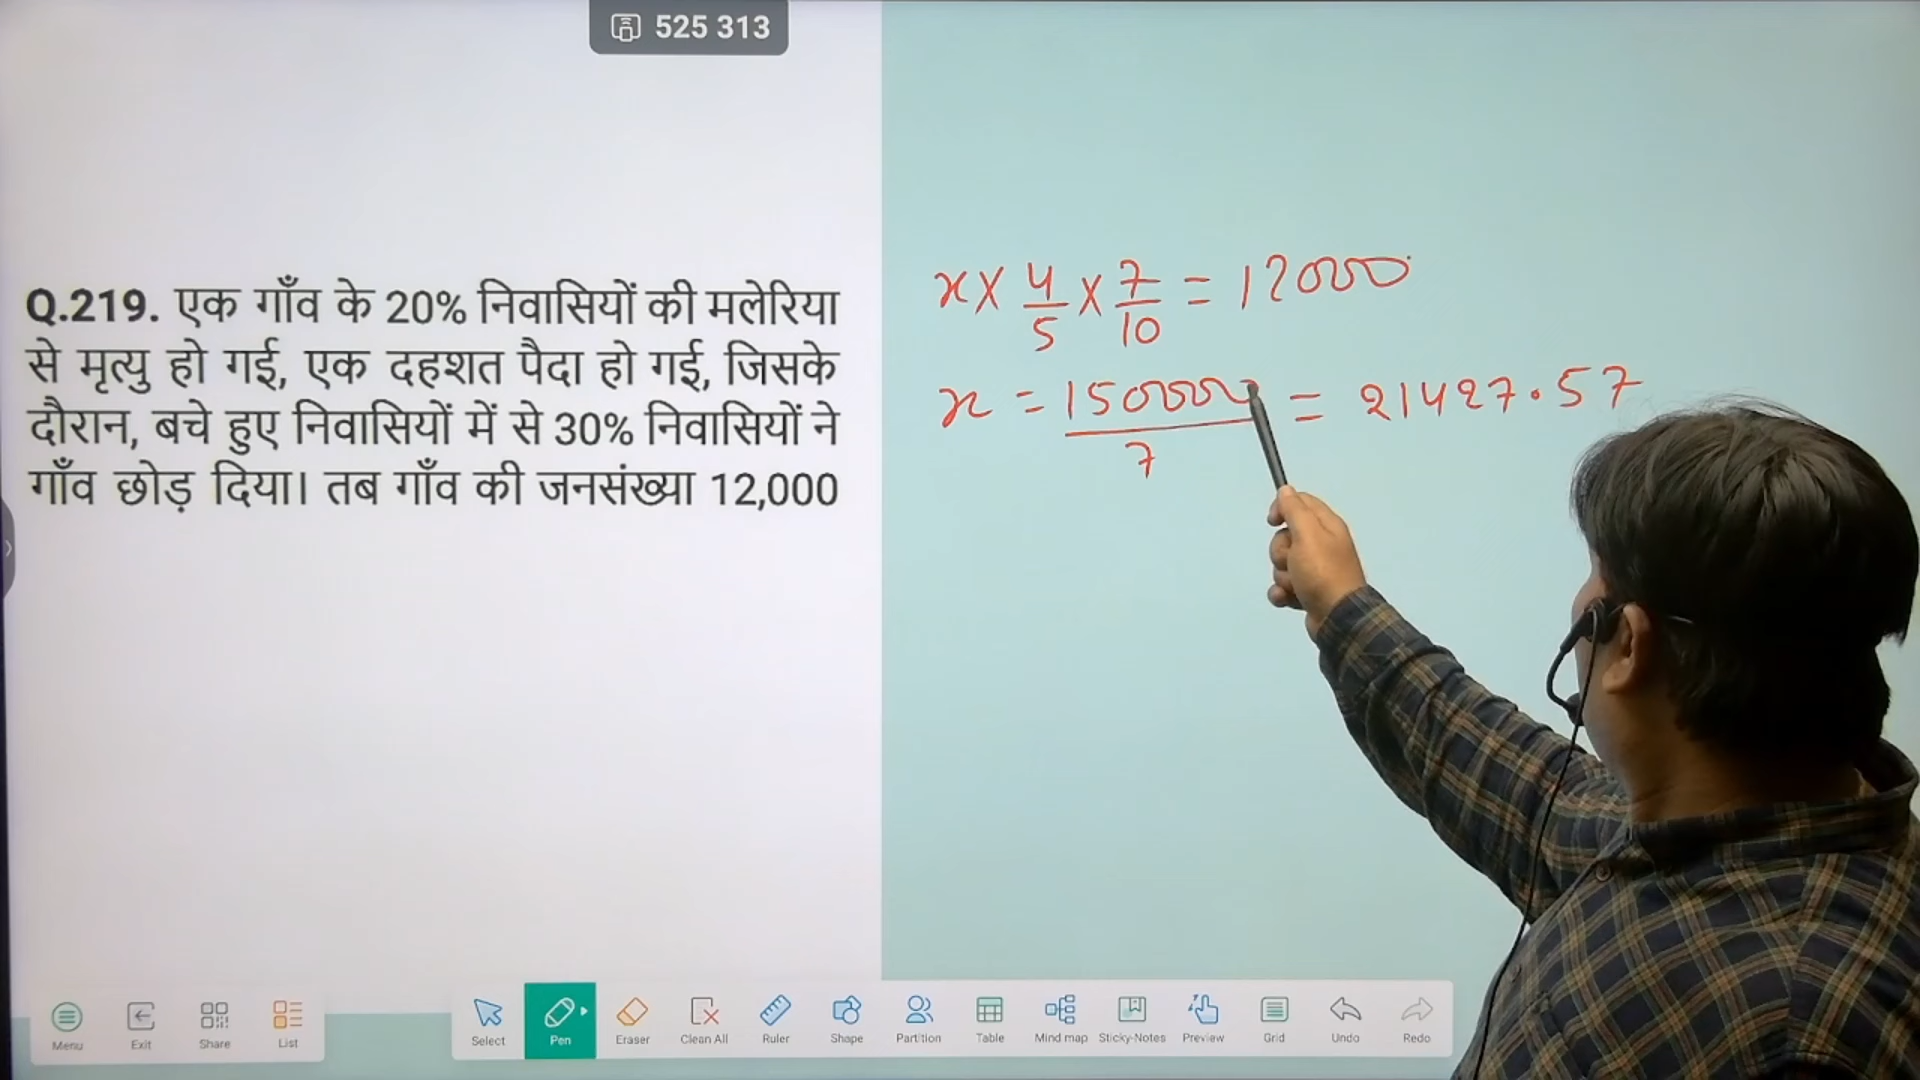 525 313
Q.219. एक गाँव के 20% निवासियों की मलेरिया
से मृत्यु हो गई, एक दहशत पैदा हो गई, जिसके
दौरान, बचे हुए निवासियों में से 30% निवासियों ने
गाँव छोड़ दिया। तब गाँव की जनसंख्या 12,000
x × 4/5 × 7/10 = 12000
x = 150000/7 = 21427.57
Menu Exit Share List Select Pen Eraser Clean All Ruler Shape Partition Table Mind map Sticky-Notes Preview Grid Undo Redo